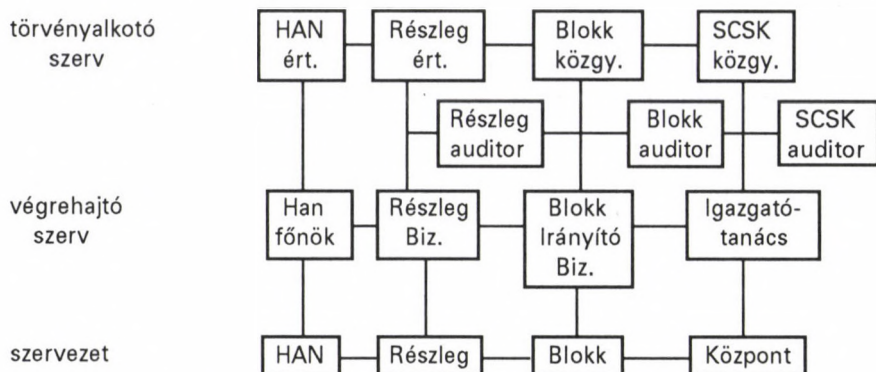 törvényalkotó
szerv
HAN
ért.
Részleg
ért.
Blokk
közgy.
SCSK
közgy.
Részleg
auditor
Blokk
auditor
SCSK
auditor
végrehajtó
szerv
Han
főnök
Részleg
Biz.
Blokk
Irányító
Biz.
Igazgató-
tanács
szervezet
HAN
Részleg
Blokk
Központ